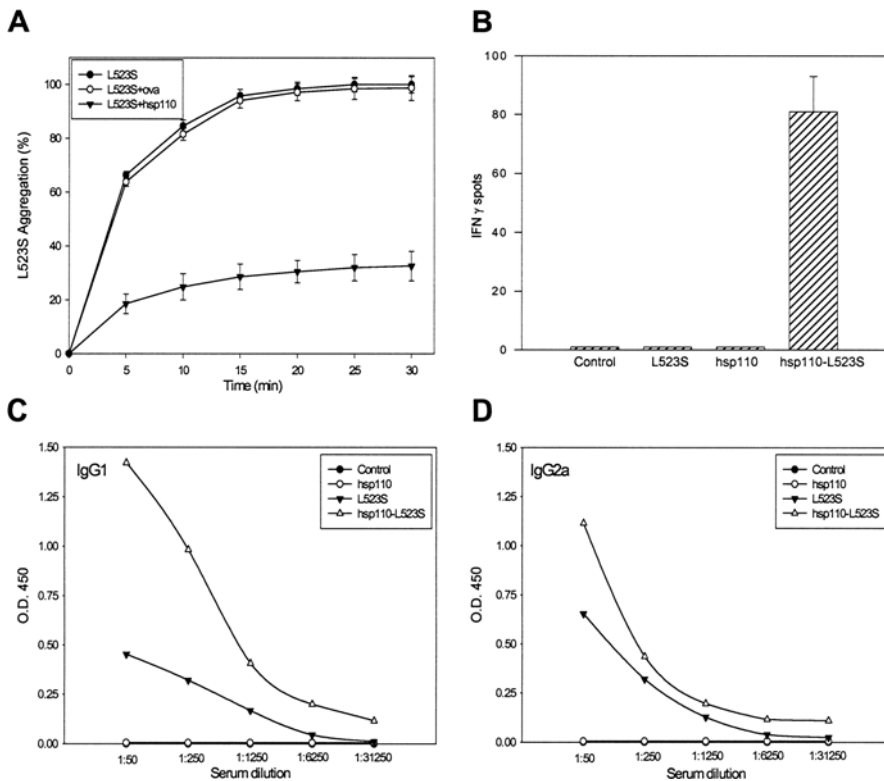 A
L523S
L523S+ova
L523S+hsp110
L523S Aggregation (%)
100
80
60
40
20
0
0 5 10 15 20 25 30
Time (min)
B
IFN γ spots
100
80
60
40
20
0
Control L523S hsp110 hsp110-L523S
C
IgG1
Control
hsp110
L523S
hsp110-L523S
O.D. 450
1.50
1.25
1.00
0.75
0.50
0.25
0.00
1:50 1:250 1:1250 1:6250 1:31250
Serum dilution
D
IgG2a
Control
hsp110
L523S
hsp110-L523S
O.D. 450
1.50
1.25
1.00
0.75
0.50
0.25
0.00
1:50 1:250 1:1250 1:6250 1:31250
Serum dilution